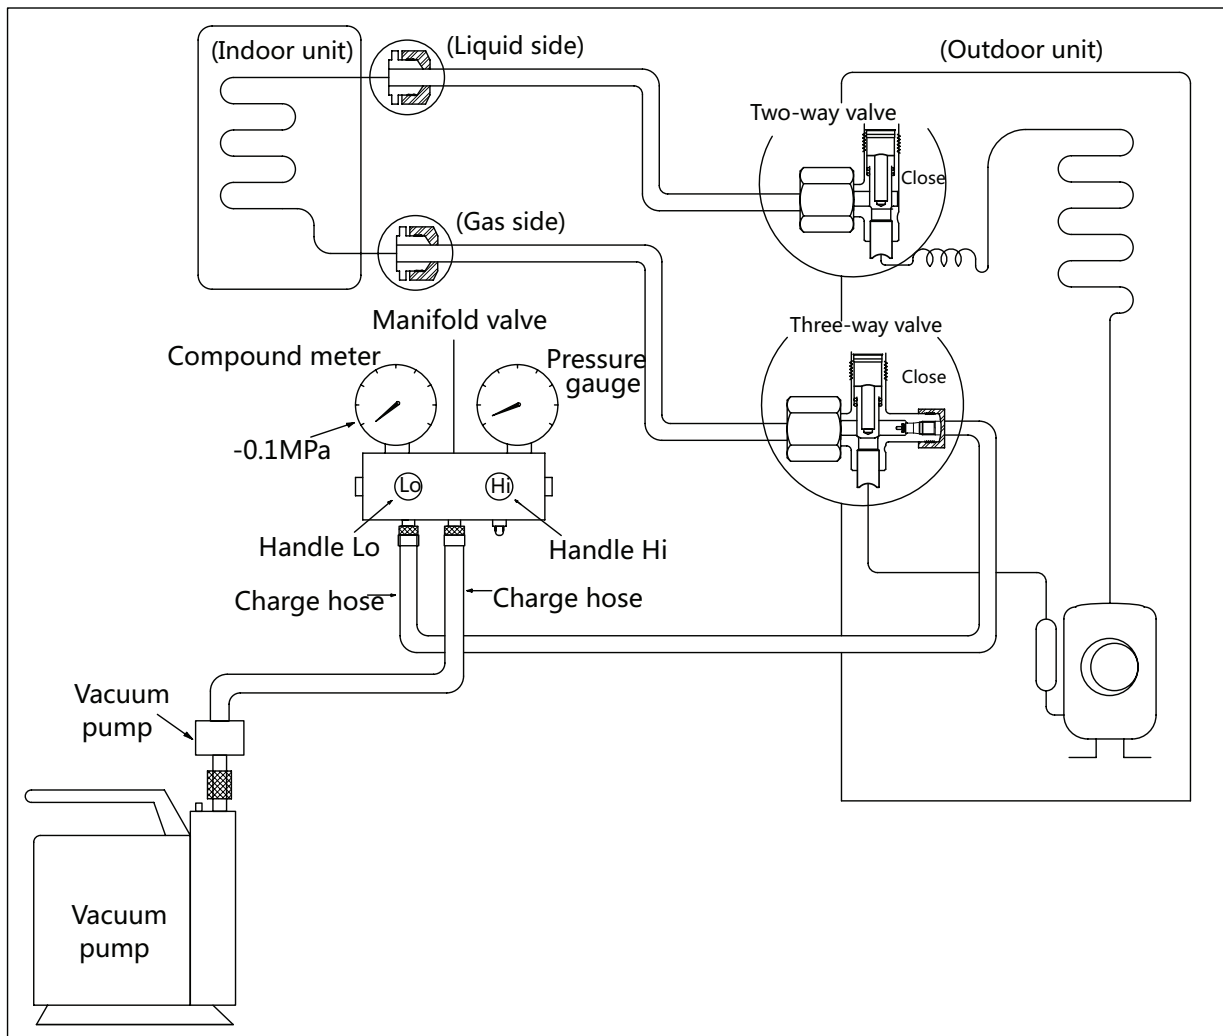 (Indoor unit)
(Liquid side)
(Outdoor unit)
Two-way valve
Close
(Gas side)
Manifold valve
Three-way valve
Compound meter
Pressure
gauge
Close
-0.1MPa
Lo
Hi
Handle Lo
Handle Hi
Charge hose
Charge hose
Vacuum
pump
Vacuum
pump